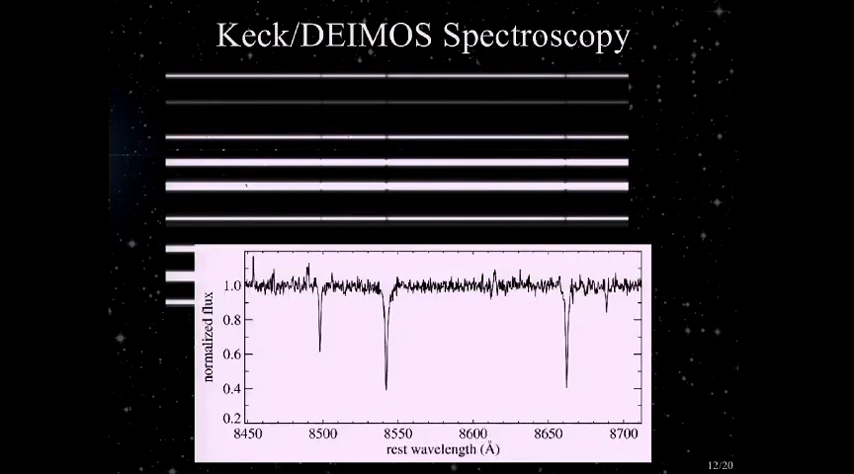 Keck/DEIMOS Spectroscopy
1.0
0.8
0.6
0.4
0.2
normalized flux
8450 8500 8550 8600 8650 8700
rest wavelength (Å)
12/20